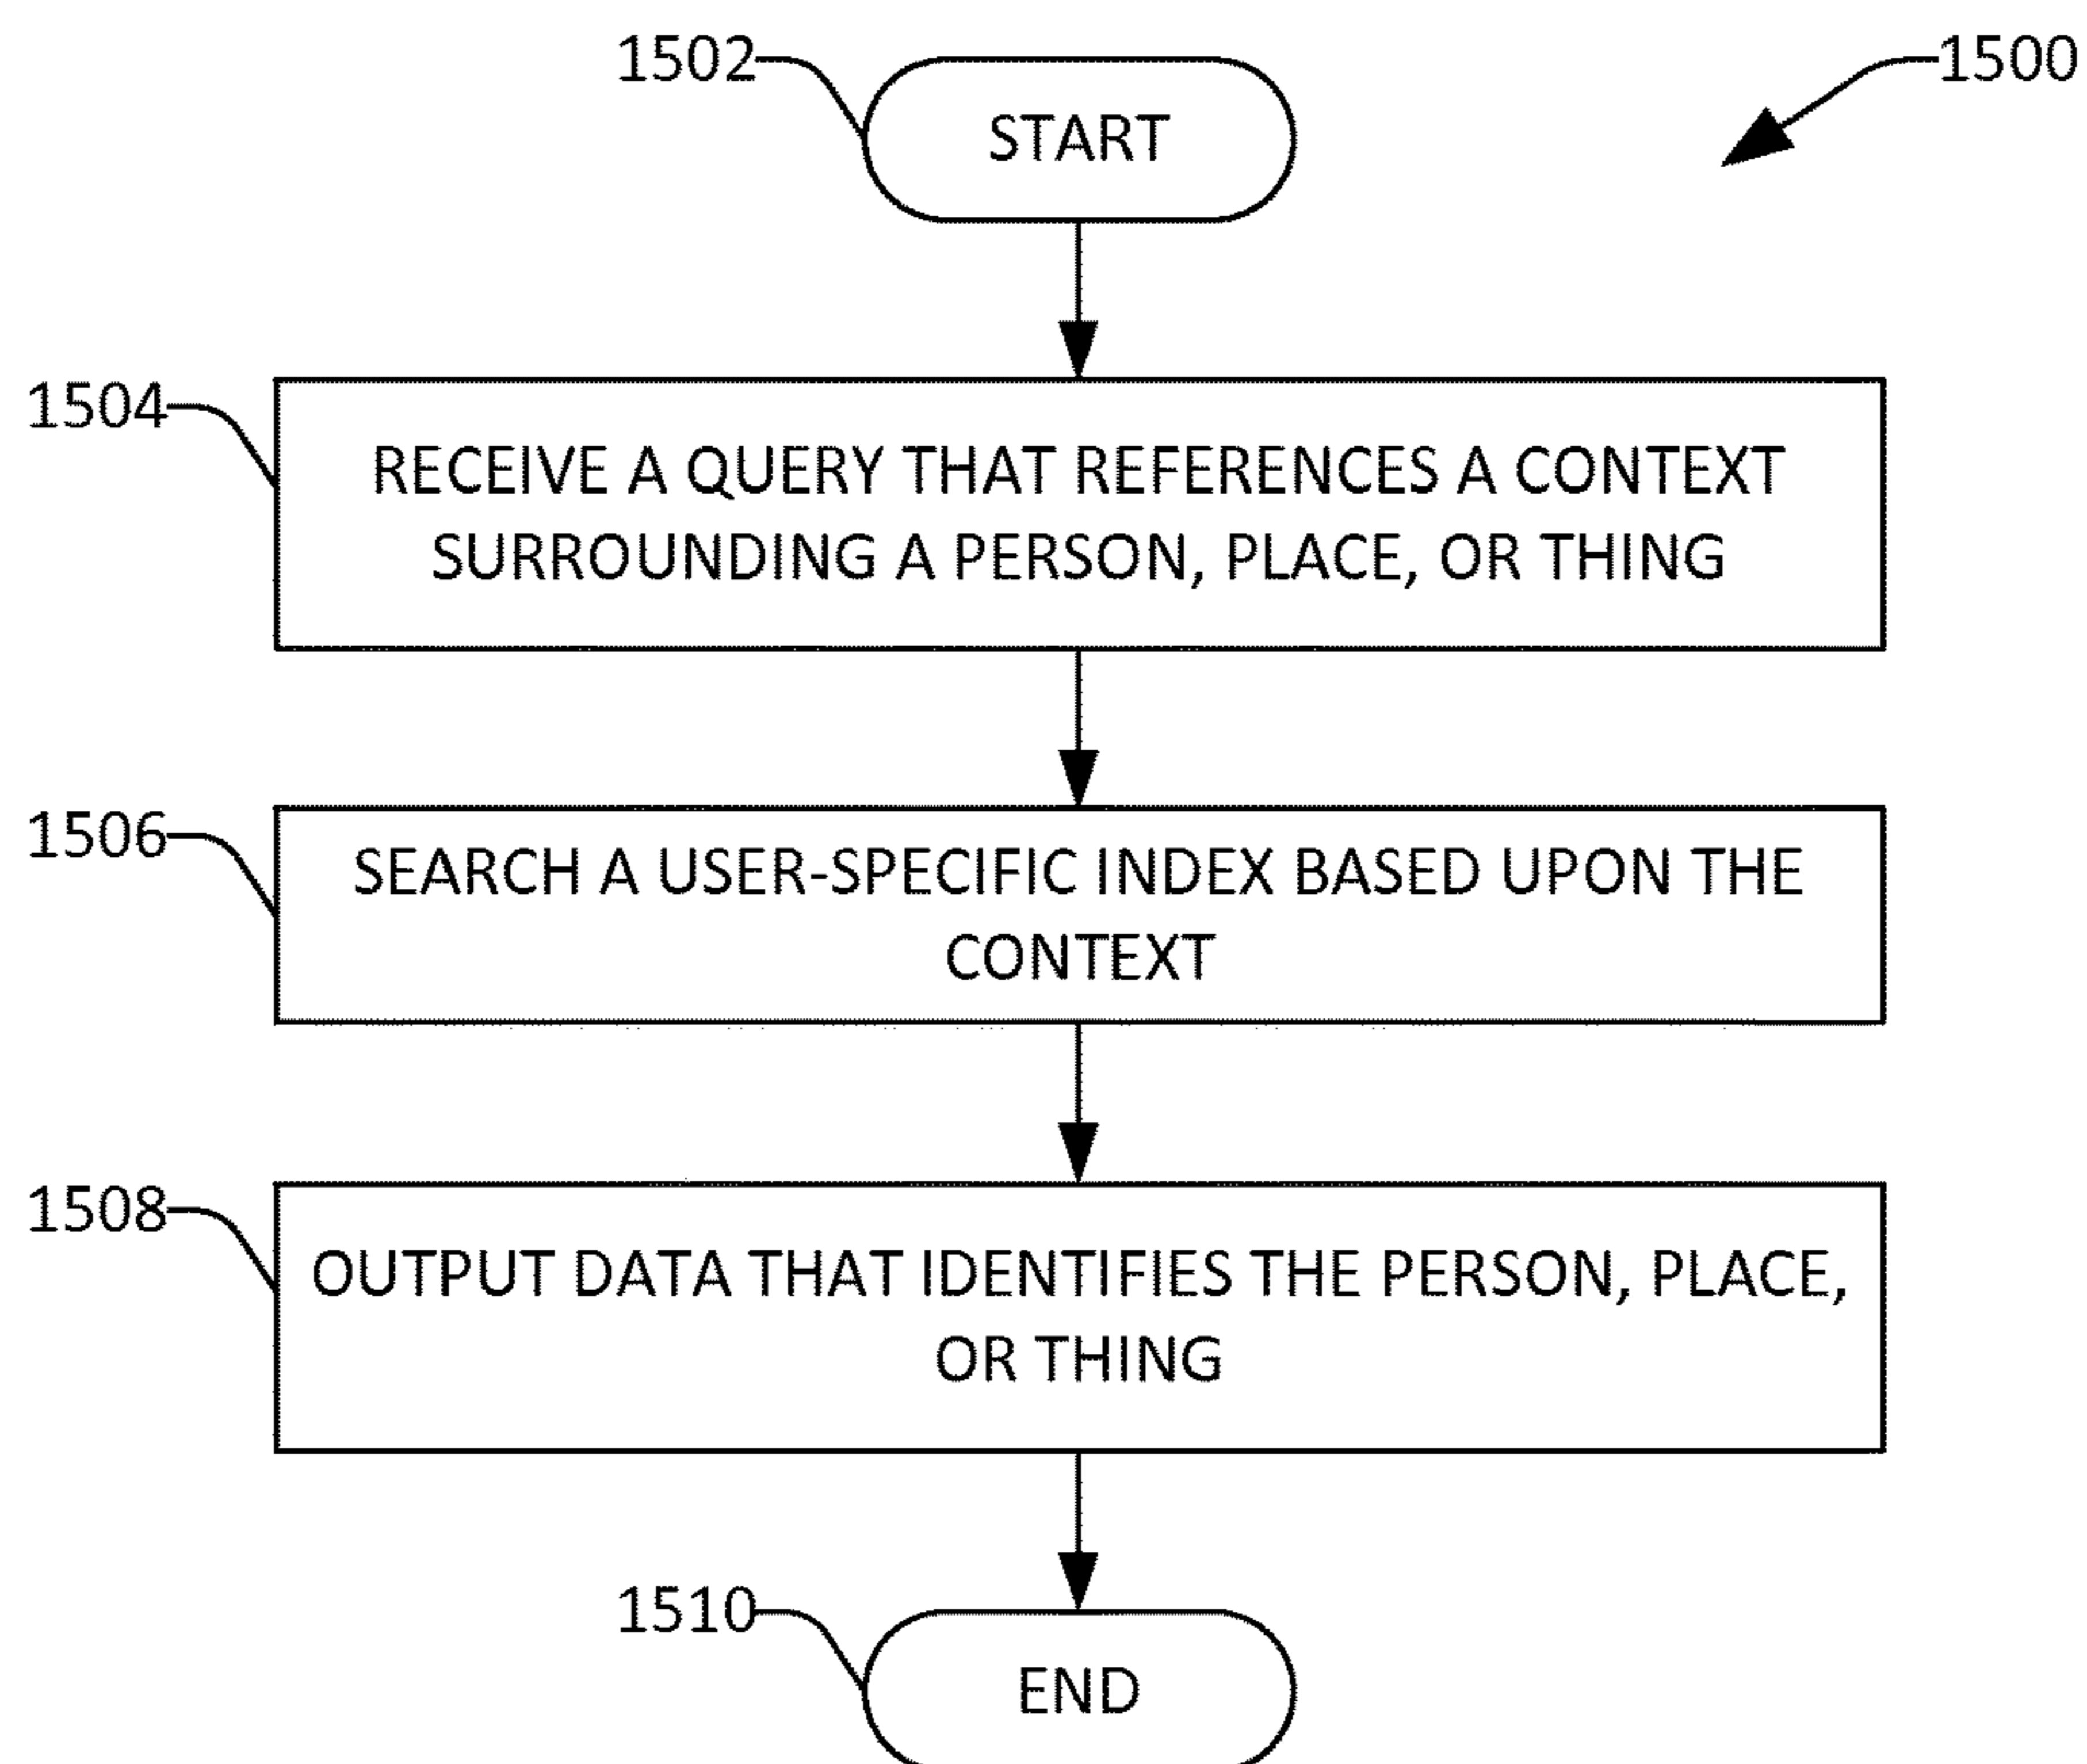 1502
1500
START
1504
RECEIVE A QUERY THAT REFERENCES A CONTEXT
SURROUNDING A PERSON, PLACE, OR THING
1506
SEARCH A USER-SPECIFIC INDEX BASED UPON THE
CONTEXT
1508
OUTPUT DATA THAT IDENTIFIES THE PERSON, PLACE,
OR THING
1510
END